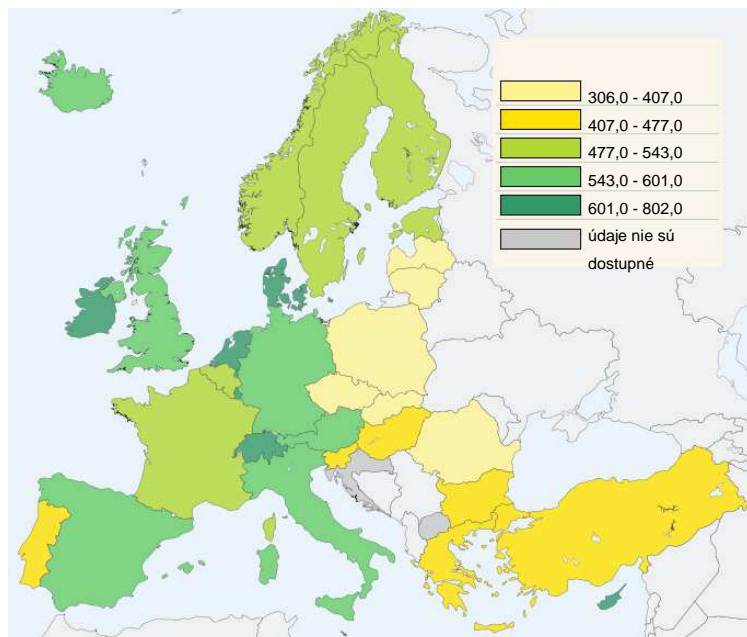 306,0 - 407,0
407,0 - 477,0
477,0 - 543,0
543,0 - 601,0
601,0 - 802,0
údaje nie sú
dostupné